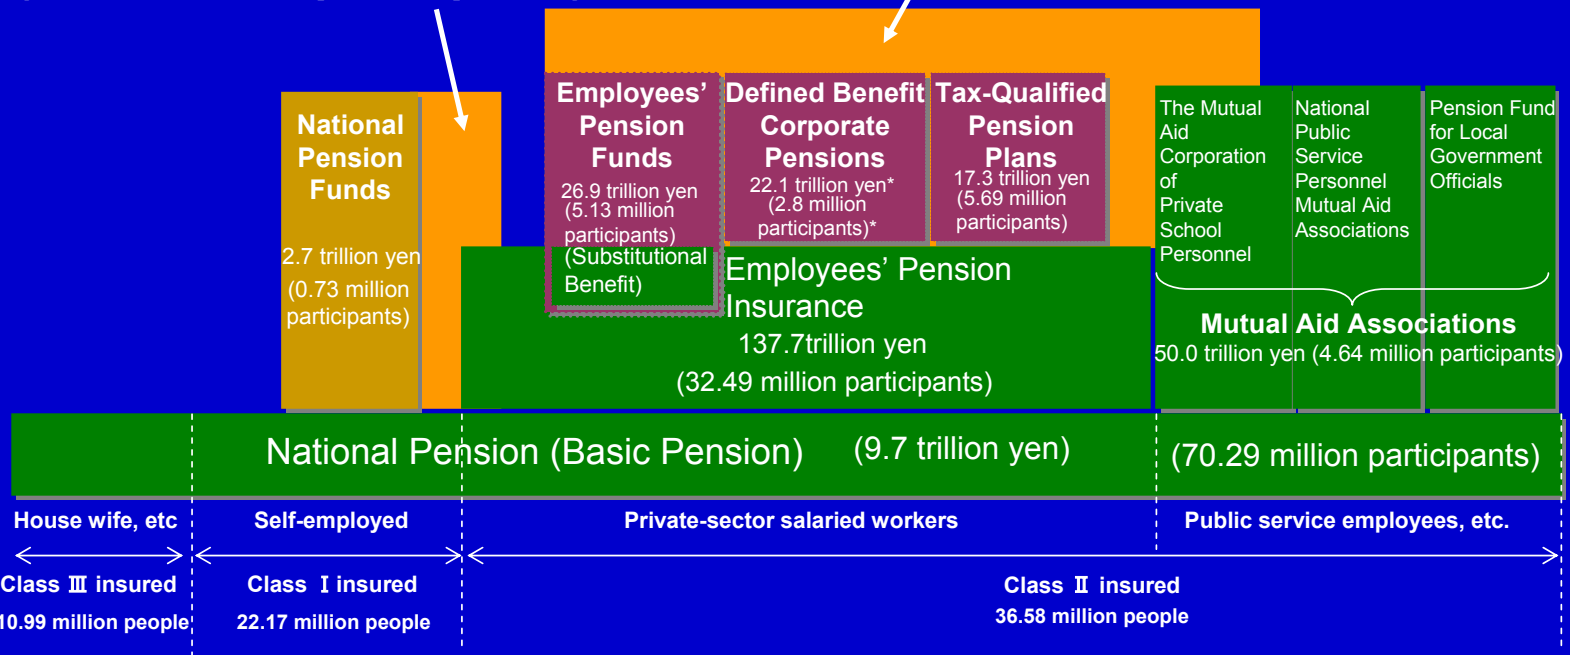 National
Pension
Funds
2.7 trillion yen
(0.73 million
participants)
Employees’
Pension
Funds
26.9 trillion yen
(5.13 million
participants)
(Substitutional
Benefit)
Defined Benefit
Corporate
Pensions
22.1 trillion yen*
(2.8 million
participants)*
Tax-Qualified
Pension
Plans
17.3 trillion yen
(5.69 million
participants)
The Mutual
Aid
Corporation
of
Private
School
Personnel
National
Public
Service
Personnel
Mutual Aid
Associations
Pension Fund
for Local
Government
Officials
Employees’ Pension
Insurance
137.7trillion yen
(32.49 million participants)
Mutual Aid Associations
50.0 trillion yen (4.64 million participants)
National Pension (Basic Pension) (9.7 trillion yen) (70.29 million participants)
House wife, etc Self-employed Private-sector salaried workers Public service employees, etc.
Class Ⅲ insured Class Ⅰ insured Class Ⅱ insured
10.99 million people 22.17 million people 36.58 million people